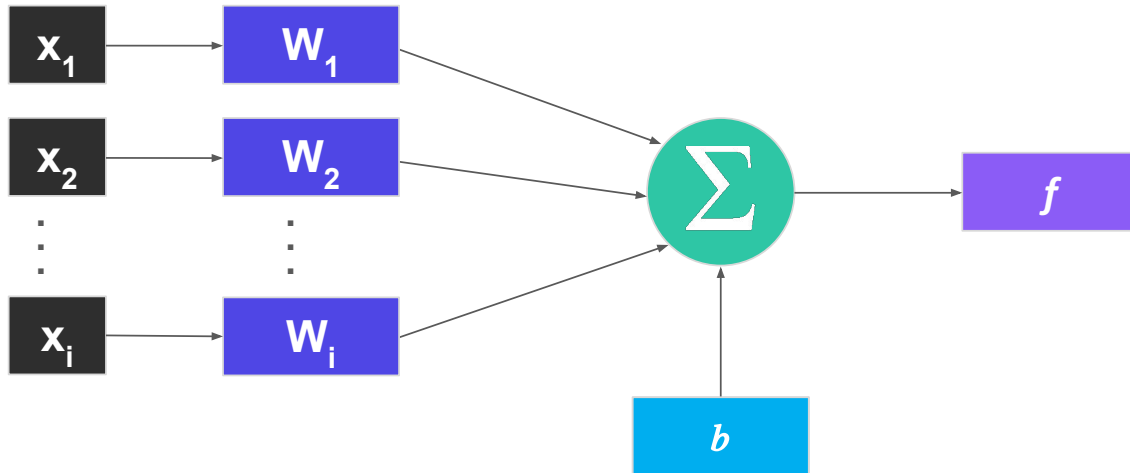 x₁ W₁
x₂ W₂
Σ
f
⋮ ⋮
xᵢ Wᵢ
b